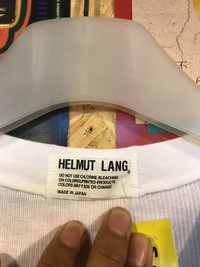 HELMUT LANG®
DO NOT USE CHLORINE BLEACHING
ON COLORED/PRINTED PRODUCTS
COLORS MAY FADE OR CHANGE
MADE IN JAPAN